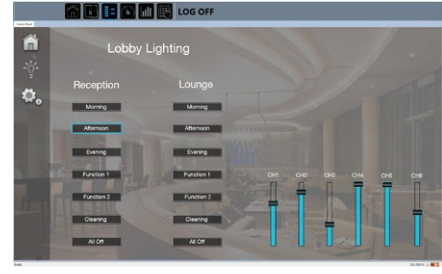 LOG OFF
Lobby Lighting
Reception Lounge
Morning Morning
Afternoon Afternoon
Evening Evening
Function 1 Function 1
CH1 CH2 CH3 CH4 CH5 CH6
Function 2 Function 2
Cleaning Cleaning
All Off All Off
Ready